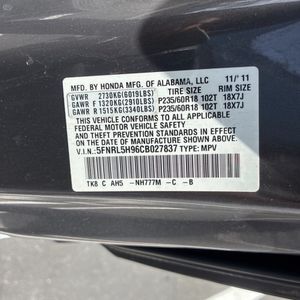 MFD. BY HONDA MFG. OF ALABAMA, LLC 11/'11
GVWR 2730KG(6019LBS) TIRE SIZE RIM SIZE
GAWR F 1320KG(2910LBS) P235/60R18 102T 18X7J
GAWR R 1515KG(3340LBS) P235/60R18 102T 18X7J
THIS VEHICLE CONFORMS TO ALL APPLICABLE
FEDERAL MOTOR VEHICLE SAFETY AND THEFT
PREVENTION STANDARDS IN EFFECT ON THE DATE
OF MANUFACTURE SHOWN ABOVE.
V.I.N.: 5FNRL5H96CB027837 TYPE: MPV
TK8 C AH5 -NH777M -C -B